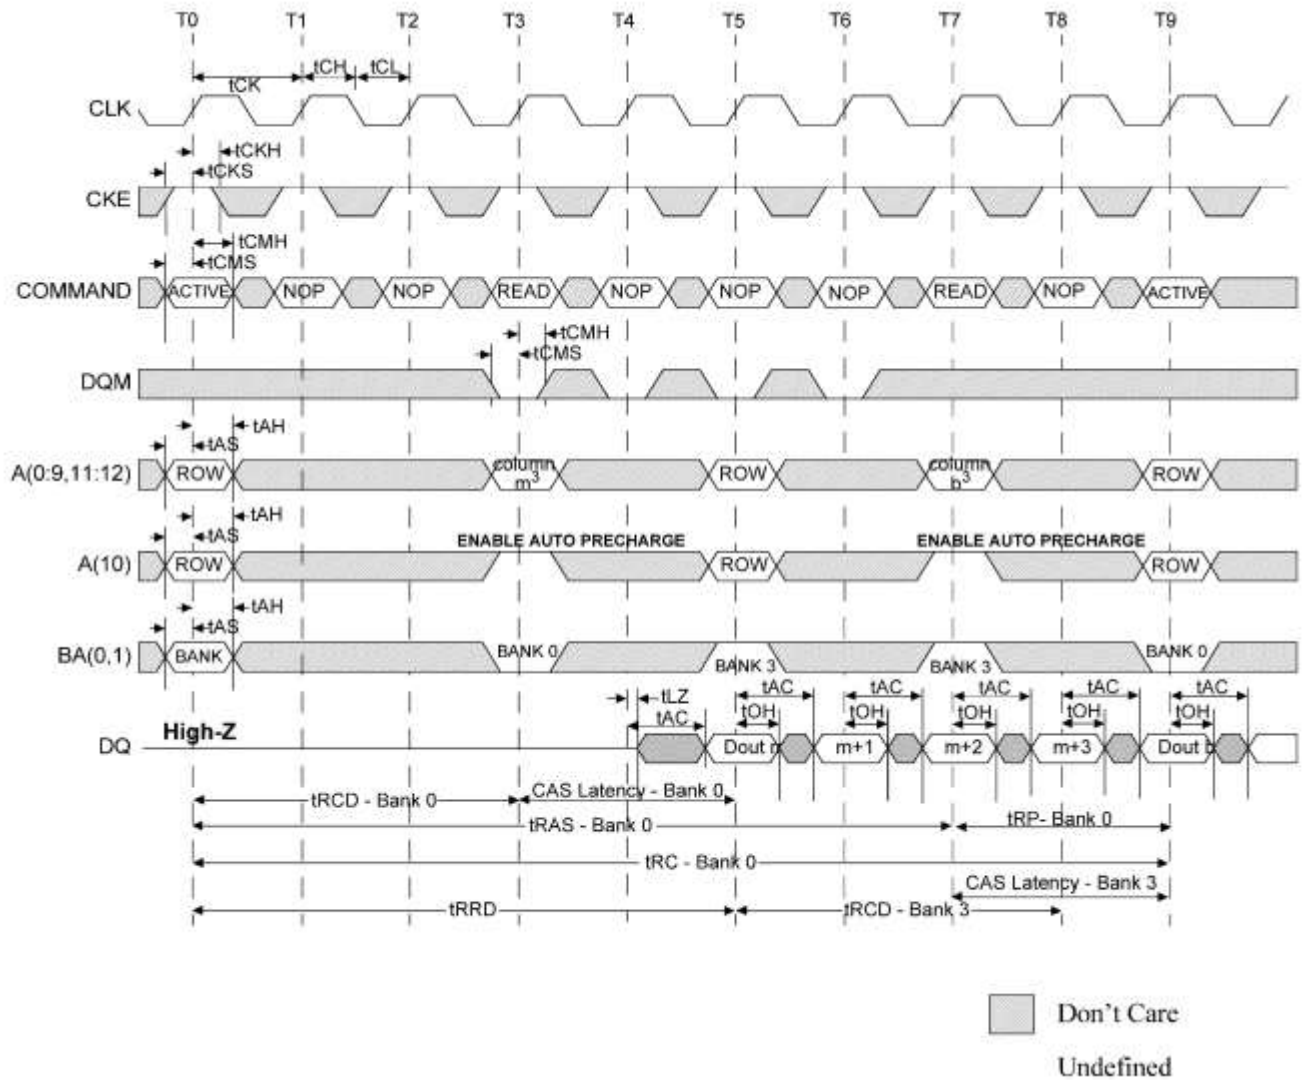 T0 T1 T2 T3 T4 T5 T6 T7 T8 T9
tCK tCH tCL
CLK
tCKH
tCKS
CKE
tCMH
tCMS
COMMAND ACTIVE NOP NOP READ NOP NOP NOP READ NOP ACTIVE
tCMH
tCMS
DQM
tAH
tAS
A(0:9,11:12) ROW column m3 ROW column b3 ROW
tAH
tAS
ENABLE AUTO PRECHARGE ENABLE AUTO PRECHARGE
A(10) ROW ROW ROW
tAH
tAS
BA(0,1) BANK BANK 0 BANK 3 BANK 3 BANK 0
tLZ tAC tAC tAC tAC tAC
tAC tOH tOH tOH tOH tOH
High-Z
DQ Dout m m+1 m+2 m+3 Dout b
tRCD - Bank 0 CAS Latency - Bank 0
tRAS - Bank 0 tRP- Bank 0
tRC - Bank 0
CAS Latency - Bank 3
tRRD tRCD - Bank 3
Don't Care
Undefined